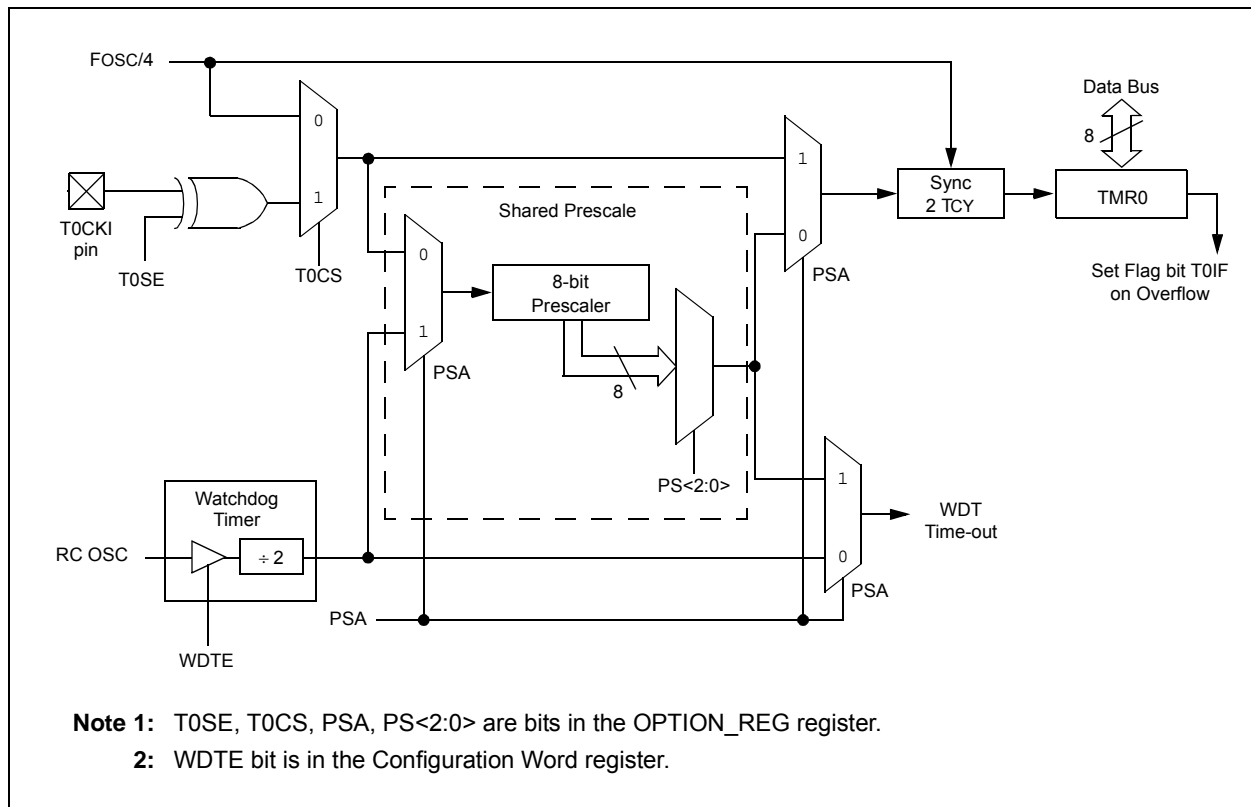 FOSC/4
Data Bus
8
0
1
T0CKI
pin
T0SE
T0CS
Shared Prescale
0
1
PSA
8-bit
Prescaler
8
PS<2:0>
1
0
PSA
Sync
2 TCY
TMR0
Set Flag bit T0IF
on Overflow
Watchdog
Timer
RC OSC
÷ 2
WDTE
PSA
1
0
PSA
WDT
Time-out
Note 1: T0SE, T0CS, PSA, PS<2:0> are bits in the OPTION_REG register.
2: WDTE bit is in the Configuration Word register.